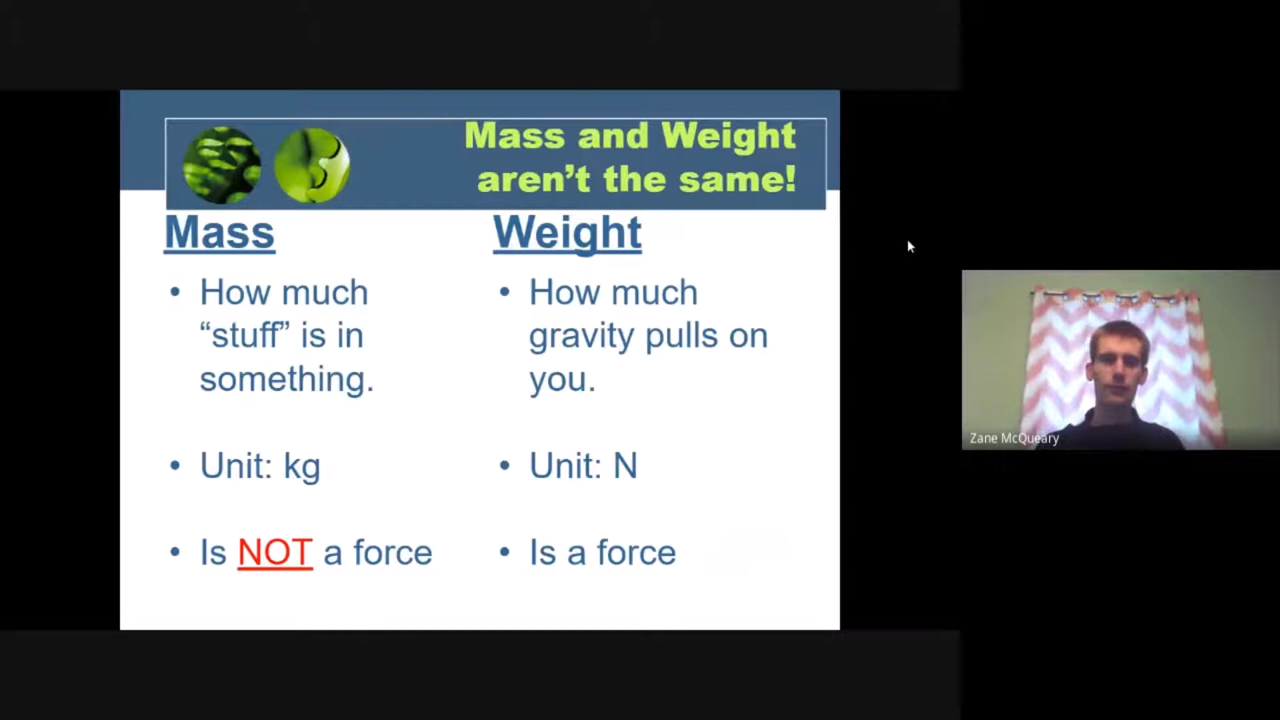 Mass and Weight
aren’t the same!
Mass
• How much
“stuff” is in
something.
• Unit: kg
• Is NOT a force
Weight
• How much
gravity pulls on
you.
• Unit: N
• Is a force
Zane McQueary